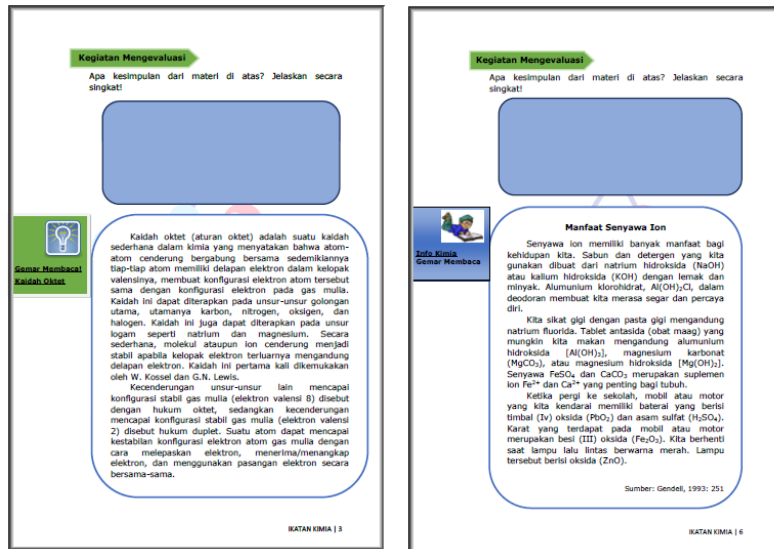 Kegiatan Mengevaluasi
Apa kesimpulan dari materi di atas? Jelaskan secara
singkat!
Gemar Membaca!
Kaidah Oktet
Kaidah oktet (aturan oktet) adalah suatu kaidah
sederhana dalam kimia yang menyatakan bahwa atom-
atom cenderung bergabung bersama sedemikiannya
tiap-tiap atom memiliki delapan elektron dalam kelopak
valensinya, membuat konfigurasi elektron atom tersebut
sama dengan konfigurasi elektron pada gas mulia.
Kaidah ini dapat diterapkan pada unsur-unsur golongan
utama, utamanya karbon, nitrogen, oksigen, dan
halogen. Kaidah ini juga dapat diterapkan pada unsur
logam seperti natrium dan magnesium. Secara
sederhana, molekul ataupun ion cenderung menjadi
stabil apabila kelopak elektron terluarnya mengandung
delapan elektron. Kaidah ini pertama kali dikemukakan
oleh W. Kossel dan G.N. Lewis.
Kecenderungan unsur-unsur lain mencapai
konfigurasi stabil gas mulia (elektron valensi 8) disebut
dengan hukum oktet, sedangkan kecenderungan
mencapai konfigurasi stabil gas mulia (elektron valensi
2) disebut hukum duplet. Suatu atom dapat mencapai
kestabilan konfigurasi elektron atom gas mulia dengan
cara melepaskan elektron, menerima/menangkap
elektron, dan menggunakan pasangan elektron secara
bersama-sama.
IKATAN KIMIA | 3
Kegiatan Mengevaluasi
Apa kesimpulan dari materi di atas? Jelaskan secara
singkat!
Info Kimia
Gemar Membaca
Manfaat Senyawa Ion
Senyawa ion memiliki banyak manfaat bagi
kehidupan kita. Sabun dan detergen yang kita
gunakan dibuat dari natrium hidroksida (NaOH)
atau kalium hidroksida (KOH) dengan lemak dan
minyak. Alumunium klorohidrat, Al(OH)₂Cl, dalam
deodoran membuat kita merasa segar dan percaya
diri.
Kita sikat gigi dengan pasta gigi mengandung
natrium fluorida. Tablet antasida (obat maag) yang
mungkin kita makan mengandung alumunium
hidroksida [Al(OH)₃], magnesium karbonat
(MgCO₃), atau magnesium hidroksida [Mg(OH)₂].
Senyawa FeSO₄ dan CaCO₃ merupakan suplemen
ion Fe²⁺ dan Ca²⁺ yang penting bagi tubuh.
Ketika pergi ke sekolah, mobil atau motor
yang kita kendarai memiliki baterai yang berisi
timbal (Iv) oksida (PbO₂) dan asam sulfat (H₂SO₄).
Karat yang terdapat pada mobil atau motor
merupakan besi (III) oksida (Fe₂O₃). Kita berhenti
saat lampu lalu lintas berwarna merah. Lampu
tersebut berisi oksida (ZnO).
Sumber: Gendell, 1993: 251
IKATAN KIMIA | 6